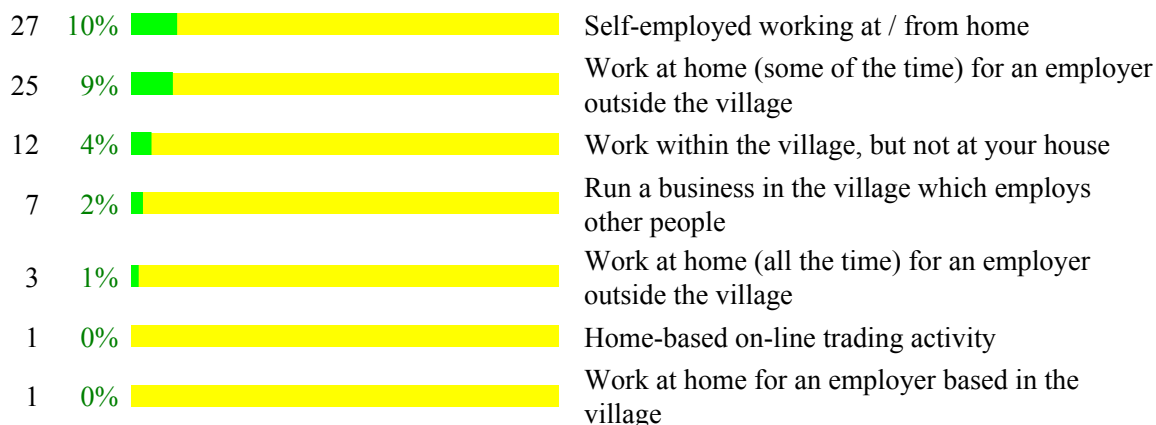 27 10% Self-employed working at / from home
25 9% Work at home (some of the time) for an employer
outside the village
12 4% Work within the village, but not at your house
7 2% Run a business in the village which employs
other people
3 1% Work at home (all the time) for an employer
outside the village
1 0% Home-based on-line trading activity
1 0% Work at home for an employer based in the
village